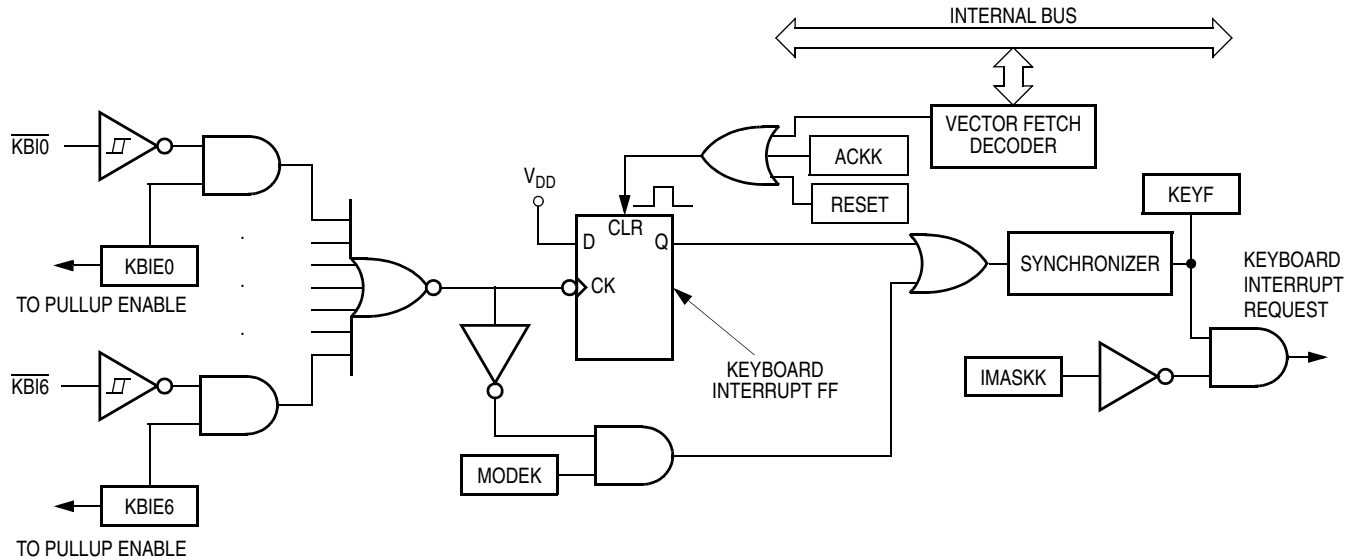 INTERNAL BUS
VECTOR FETCH
DECODER
ACKK
RESET
KBI0
KBIE0
TO PULLUP ENABLE
VDD
CLR
D
Q
CK
KEYBOARD
INTERRUPT FF
SYNCHRONIZER
KEYF
KEYBOARD
INTERRUPT
REQUEST
IMASKK
KBI6
KBIE6
TO PULLUP ENABLE
MODEK